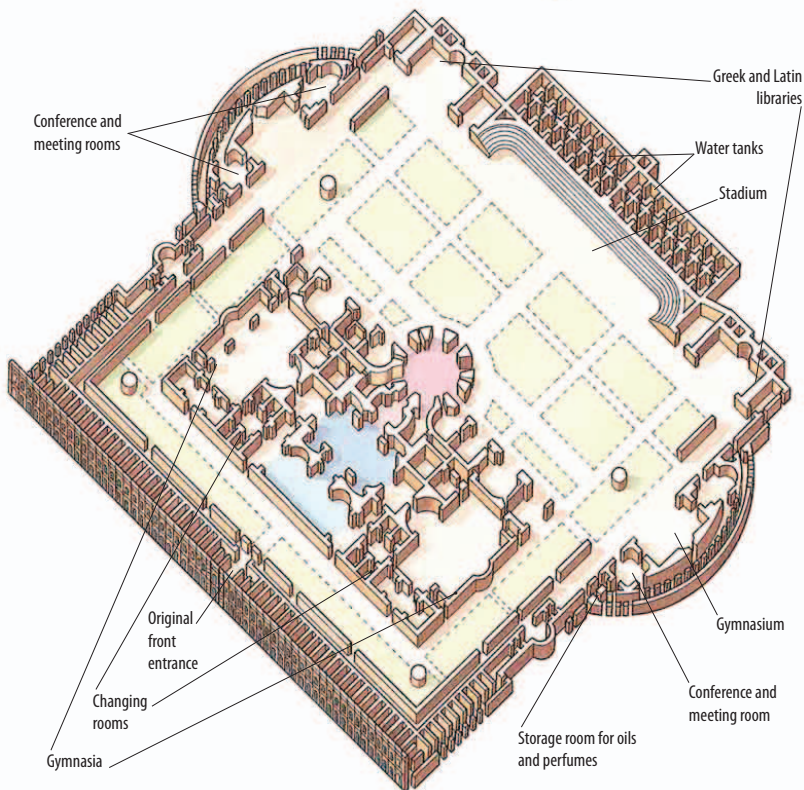 Greek and Latin
libraries
Conference and
meeting rooms
Water tanks
Stadium
Original
front
entrance
Gymnasium
Changing
rooms
Conference and
meeting room
Storage room for oils
and perfumes
Gymnasia